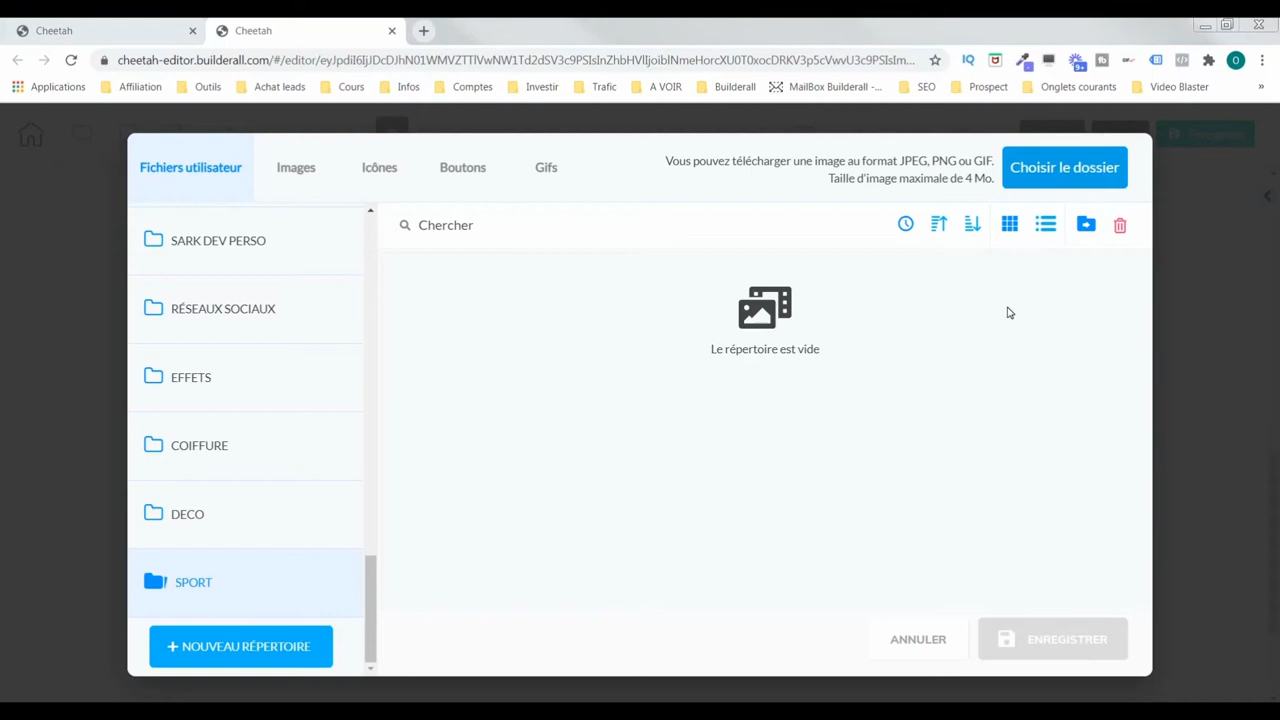 Cheetah
Cheetah
cheetah-editor.builderall.com/#/editor/eyJpdiI6IjJDcDJhN01WMVZTTlVwNW1Td2dSV3c9PSIsInZhbHVlIjoiblNmeHorcXU0T0xocDRKV3p5cVwvU3c9PSIsIm...
Applications
Affiliation
Outils
Achat leads
Cours
Infos
Comptes
Investir
Trafic
A VOIR
Builderall
MailBox Builderall -...
SEO
Prospect
Onglets courants
Video Blaster
»
Fichiers utilisateur
Images
Icônes
Boutons
Gifs
Vous pouvez télécharger une image au format JPEG, PNG ou GIF.
Taille d'image maximale de 4 Mo.
Choisir le dossier
SARK DEV PERSO
RÉSEAUX SOCIAUX
EFFETS
COIFFURE
DECO
SPORT
+ NOUVEAU RÉPERTOIRE
Chercher
Le répertoire est vide
ANNULER
ENREGISTRER